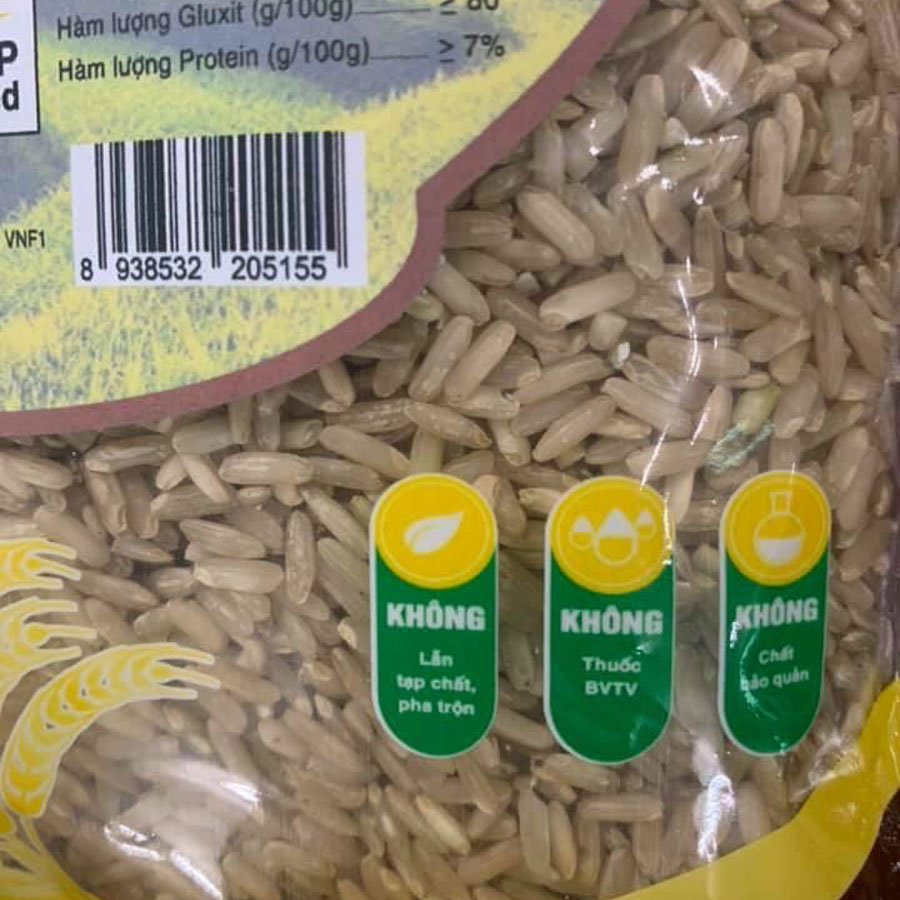 Hàm lượng Gluxit (g/100g) ≥ 80
Hàm lượng Protein (g/100g) ≥ 7%
P
d
VNF1
8 938532 205155
KHÔNG
Lẫn
tạp chất,
pha trộn
KHÔNG
Thuốc
BVTV
KHÔNG
Chất
bảo quản